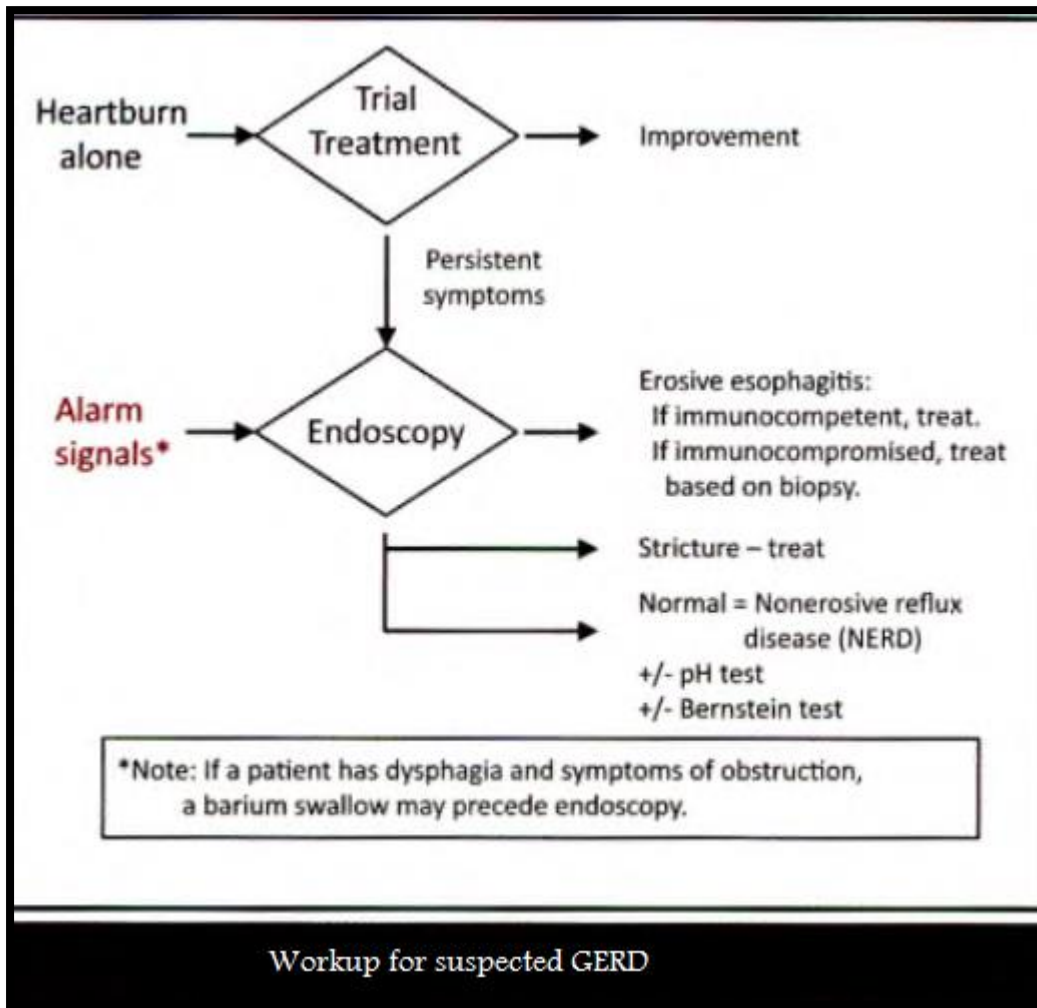 Heartburn
alone
Trial
Treatment
Improvement
Persistent
symptoms
Alarm
signals*
Endoscopy
Erosive esophagitis:
If immunocompetent, treat.
If immunocompromised, treat
based on biopsy.
Stricture – treat
Normal = Nonerosive reflux
disease (NERD)
+/- pH test
+/- Bernstein test
*Note: If a patient has dysphagia and symptoms of obstruction,
a barium swallow may precede endoscopy.
Workup for suspected GERD